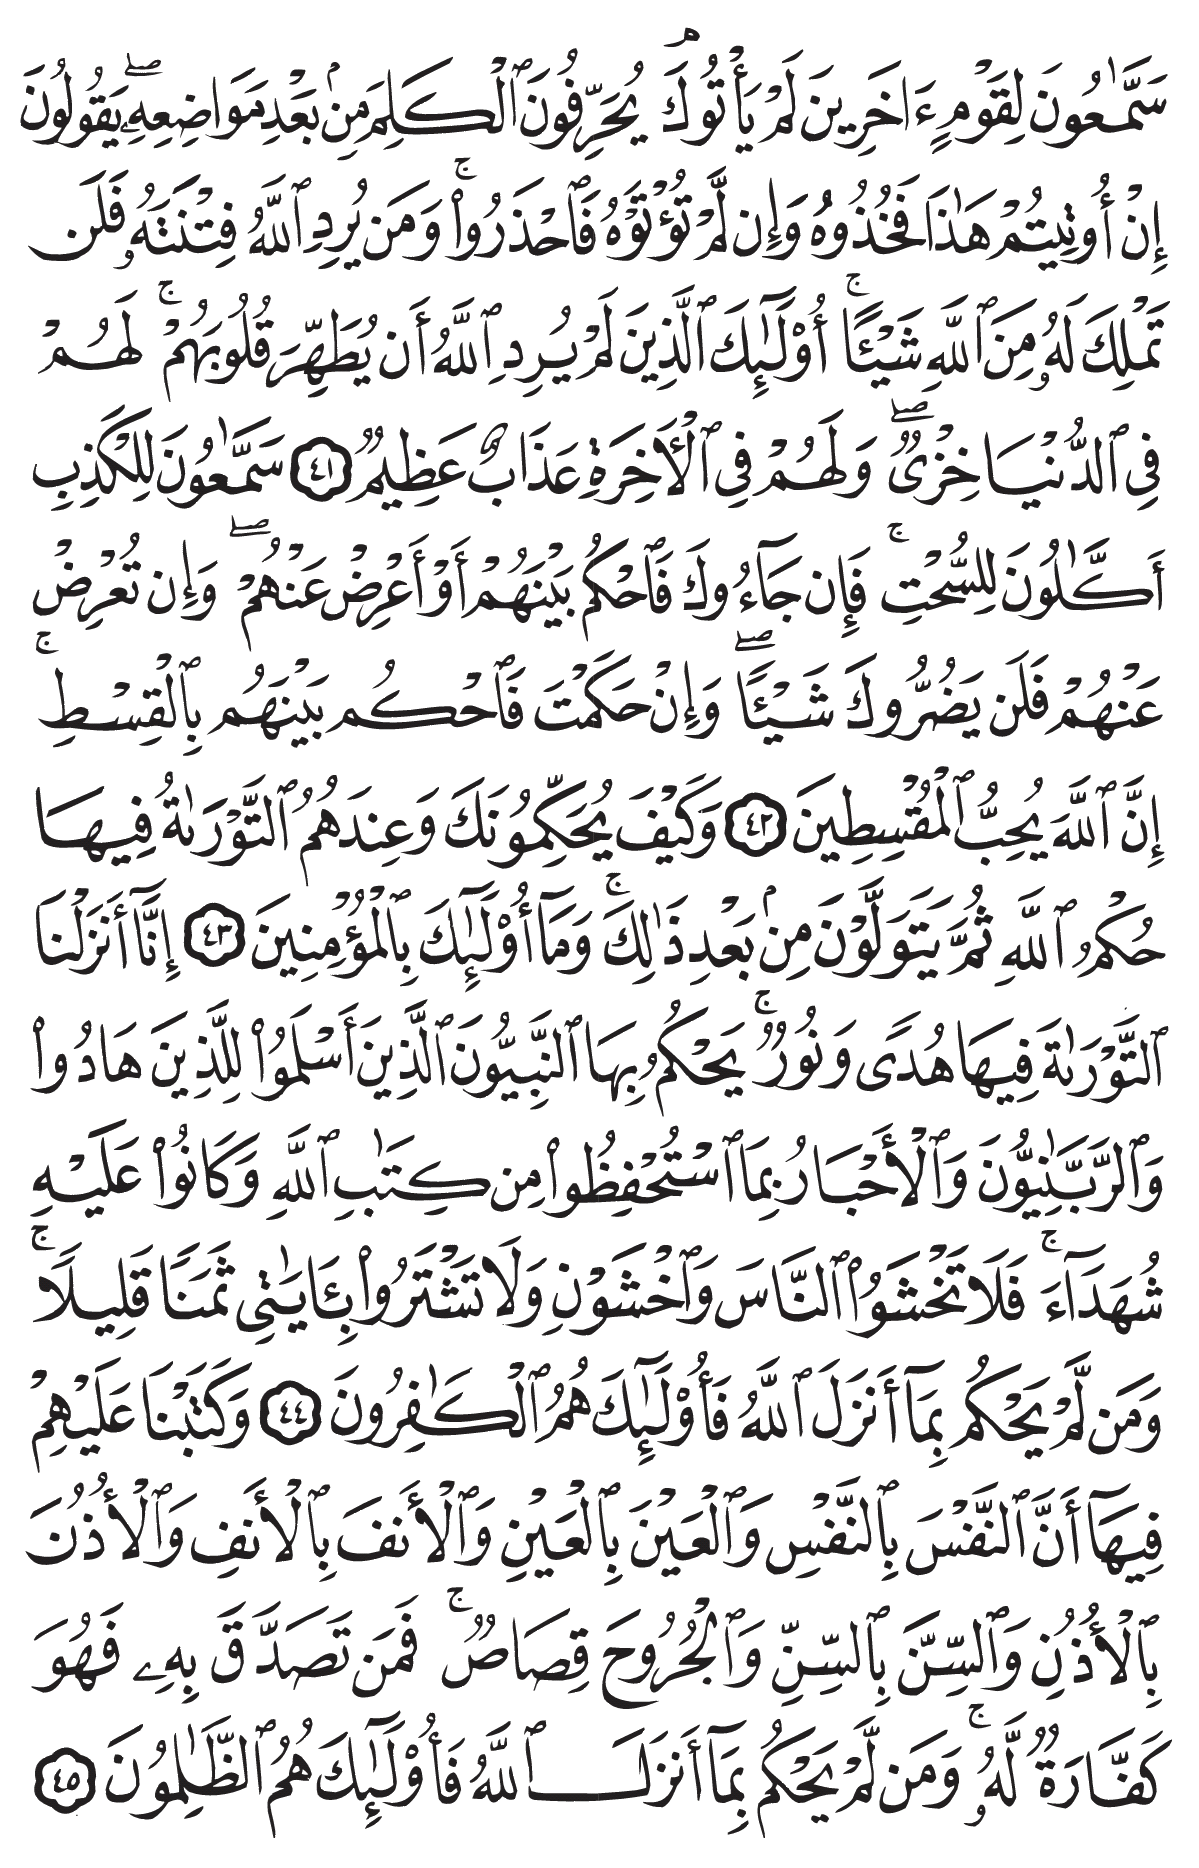 سَمَّٰعُونَ لِقَوْمٍ ءَاخَرِينَ لَمْ يَأْتُوكَۖ يُحَرِّفُونَ ٱلْكَلِمَ مِنۢ بَعْدِ مَوَاضِعِهِۦۖ يَقُولُونَ
إِنْ أُوتِيتُمْ هَٰذَا فَخُذُوهُ وَإِن لَّمْ تُؤْتَوْهُ فَٱحْذَرُوا۟ۚ وَمَن يُرِدِ ٱللَّهُ فِتْنَتَهُۥ فَلَن
تَمْلِكَ لَهُۥ مِنَ ٱللَّهِ شَيْـًٔاۚ أُو۟لَٰٓئِكَ ٱلَّذِينَ لَمْ يُرِدِ ٱللَّهُ أَن يُطَهِّرَ قُلُوبَهُمْۚ لَهُمْ
فِى ٱلدُّنْيَا خِزْىٌۖ وَلَهُمْ فِى ٱلْأَخِرَةِ عَذَابٌ عَظِيمٌ ٤١ سَمَّٰعُونَ لِلْكَذِبِ
أَكَّٰلُونَ لِلسُّحْتِۚ فَإِن جَآءُوكَ فَٱحْكُم بَيْنَهُمْ أَوْ أَعْرِضْ عَنْهُمْۖ وَإِن تُعْرِضْ
عَنْهُمْ فَلَن يَضُرُّوكَ شَيْـًٔاۖ وَإِنْ حَكَمْتَ فَٱحْكُم بَيْنَهُم بِٱلْقِسْطِۚ
إِنَّ ٱللَّهَ يُحِبُّ ٱلْمُقْسِطِينَ ٤٢ وَكَيْفَ يُحَكِّمُونَكَ وَعِندَهُمُ ٱلتَّوْرَىٰةُ فِيهَا
حُكْمُ ٱللَّهِ ثُمَّ يَتَوَلَّوْنَ مِنۢ بَعْدِ ذَٰلِكَۚ وَمَآ أُو۟لَٰٓئِكَ بِٱلْمُؤْمِنِينَ ٤٣ إِنَّآ أَنزَلْنَا
ٱلتَّوْرَىٰةَ فِيهَا هُدًى وَنُورٌۚ يَحْكُمُ بِهَا ٱلنَّبِيُّونَ ٱلَّذِينَ أَسْلَمُوا۟ لِلَّذِينَ هَادُوا۟
وَٱلرَّبَّٰنِيُّونَ وَٱلْأَحْبَارُ بِمَا ٱسْتُحْفِظُوا۟ مِن كِتَٰبِ ٱللَّهِ وَكَانُوا۟ عَلَيْهِ
شُهَدَآءَۚ فَلَا تَخْشَوُا۟ ٱلنَّاسَ وَٱخْشَوْنِ وَلَا تَشْتَرُوا۟ بِـَٔايَٰتِى ثَمَنًا قَلِيلًاۚ
وَمَن لَّمْ يَحْكُم بِمَآ أَنزَلَ ٱللَّهُ فَأُو۟لَٰٓئِكَ هُمُ ٱلْكَٰفِرُونَ ٤٤ وَكَتَبْنَا عَلَيْهِمْ
فِيهَآ أَنَّ ٱلنَّفْسَ بِٱلنَّفْسِ وَٱلْعَيْنَ بِٱلْعَيْنِ وَٱلْأَنفَ بِٱلْأَنفِ وَٱلْأُذُنَ
بِٱلْأُذُنِ وَٱلسِّنَّ بِٱلسِّنِّ وَٱلْجُرُوحَ قِصَاصٌۚ فَمَن تَصَدَّقَ بِهِۦ فَهُوَ
كَفَّارَةٌ لَّهُۥۚ وَمَن لَّمْ يَحْكُم بِمَآ أَنزَلَ ٱللَّهُ فَأُو۟لَٰٓئِكَ هُمُ ٱلظَّٰلِمُونَ ٤٥